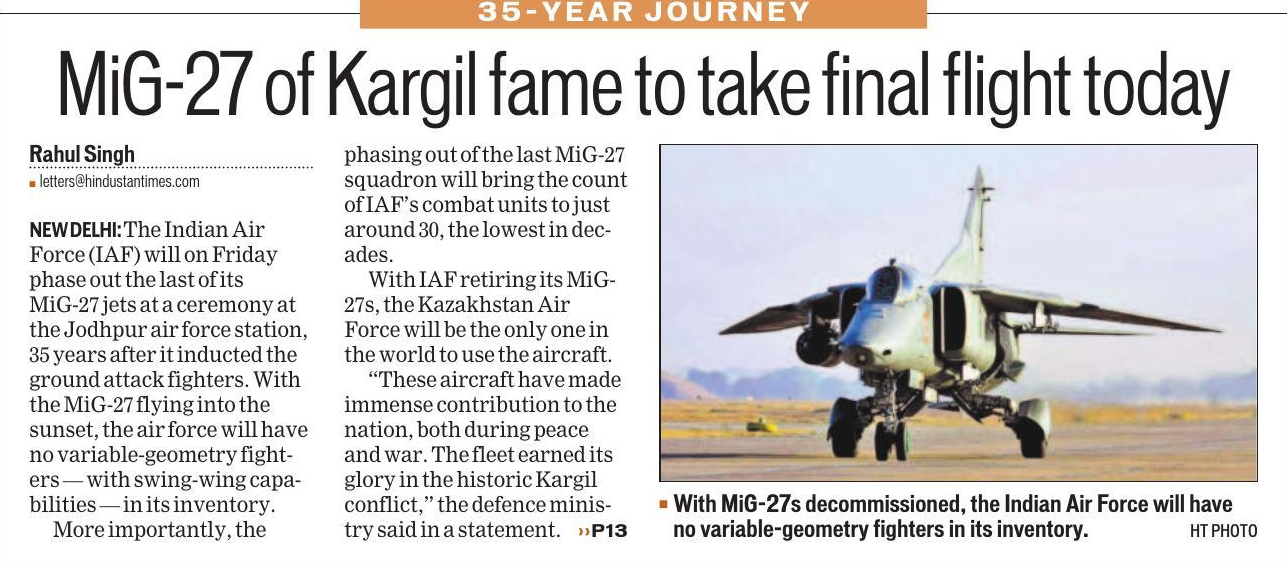 35-YEAR JOURNEY
MiG-27 of Kargil fame to take final flight today
Rahul Singh
letters@hindustantimes.com
NEW DELHI: The Indian Air
Force (IAF) will on Friday
phase out the last of its
MiG-27 jets at a ceremony at
the Jodhpur air force station,
35 years after it inducted the
ground attack fighters. With
the MiG-27 flying into the
sunset, the air force will have
no variable-geometry fight-
ers — with swing-wing capa-
bilities — in its inventory.
More importantly, the
phasing out of the last MiG-27
squadron will bring the count
of IAF’s combat units to just
around 30, the lowest in dec-
ades.
With IAF retiring its MiG-
27s, the Kazakhstan Air
Force will be the only one in
the world to use the aircraft.
“These aircraft have made
immense contribution to the
nation, both during peace
and war. The fleet earned its
glory in the historic Kargil
conflict,” the defence minis-
try said in a statement. ››P13
With MiG-27s decommissioned, the Indian Air Force will have
no variable-geometry fighters in its inventory. HT PHOTO